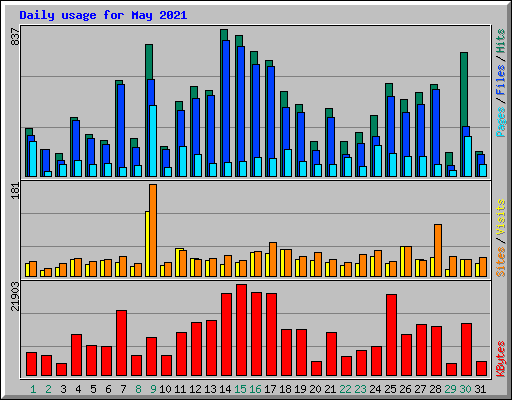 Daily usage for May 2021
837
Pages / Files / Hits
181
Sites / Visits
21903
KBytes
1 2 3 4 5 6 7 8 9 10 11 12 13 14 15 16 17 18 19 20 21 22 23 24 25 26 27 28 29 30 31